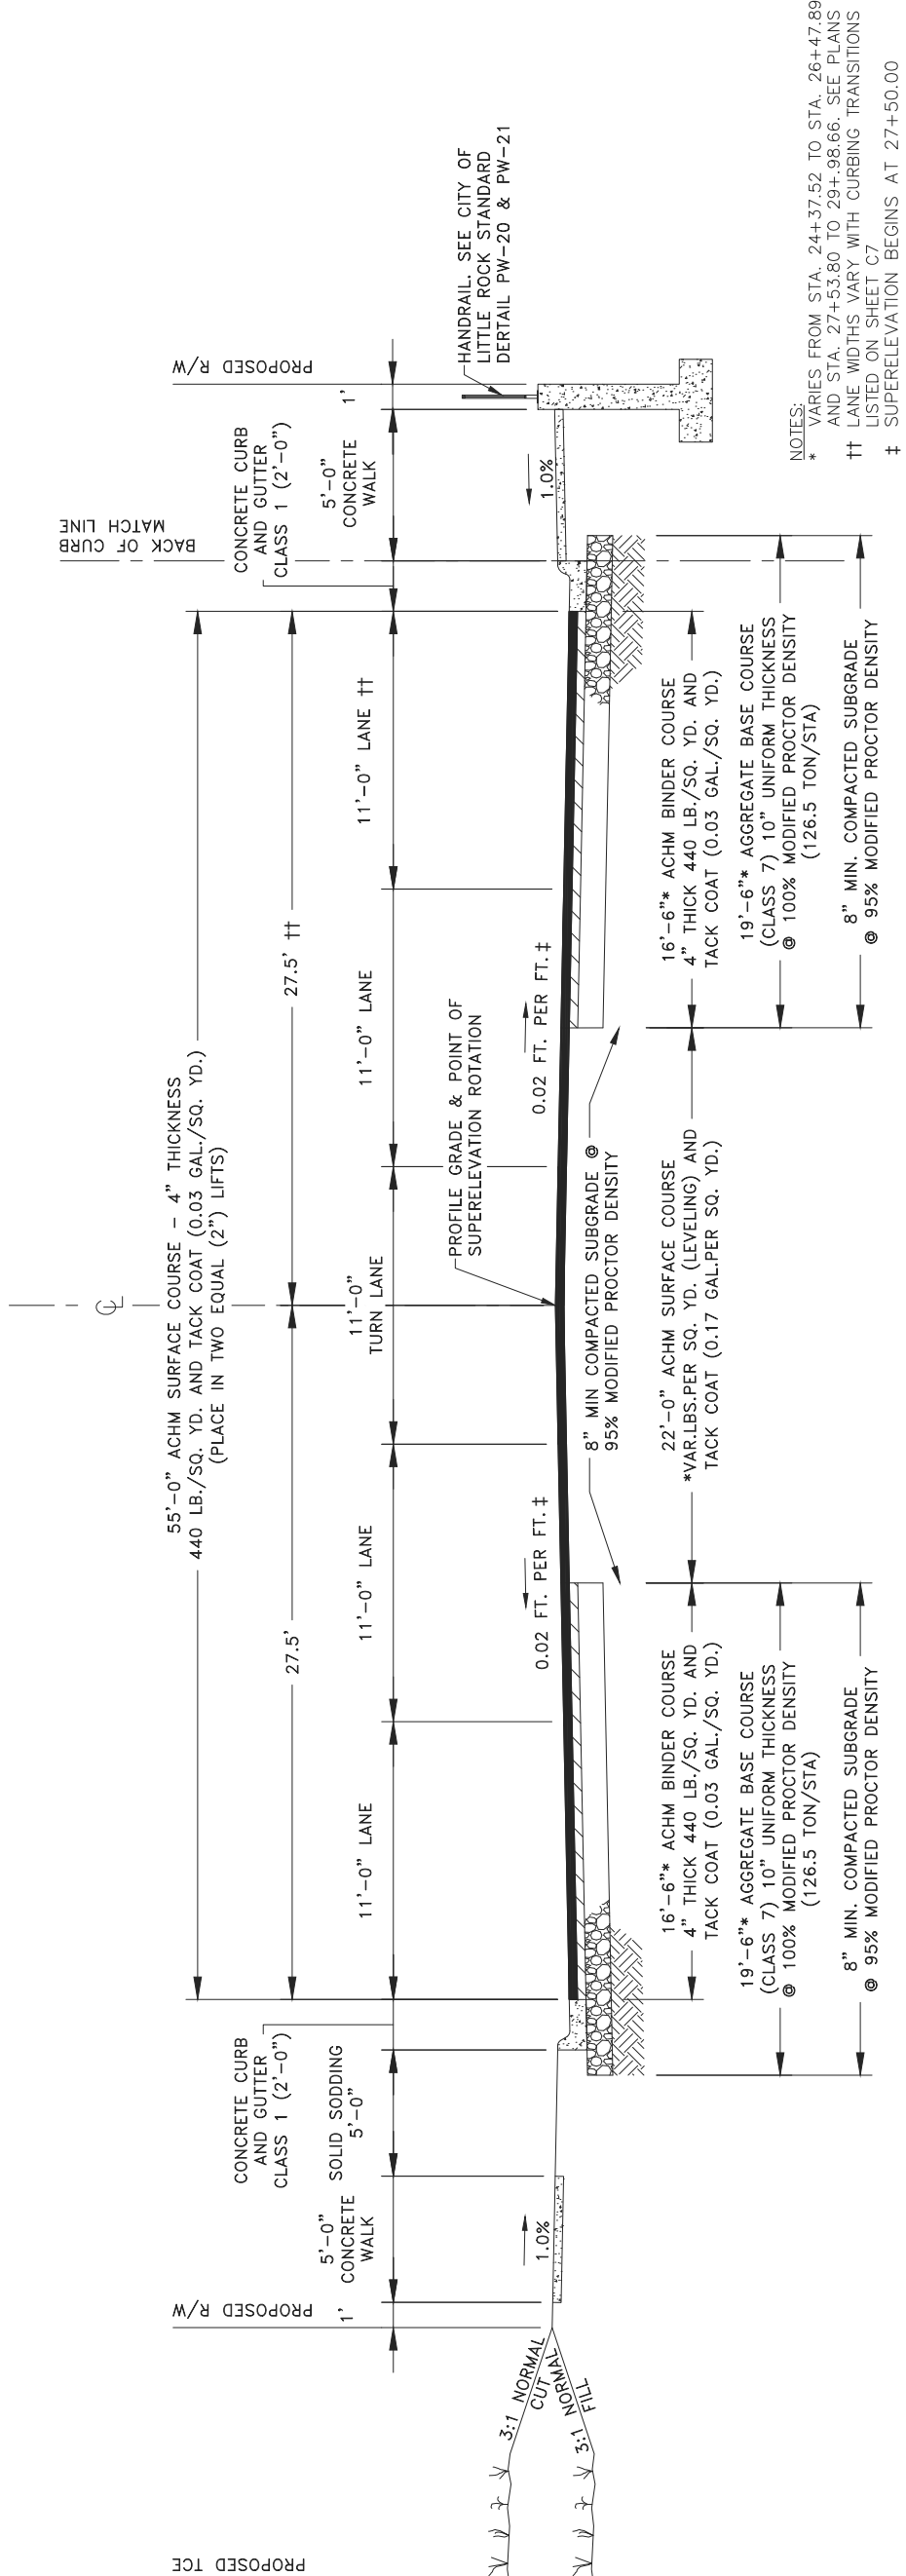 PROPOSED TCE
3:1 NORMAL
CUT
3:1 NORMAL
FILL
PROPOSED R/W
1'
5'-0"
CONCRETE
WALK
1.0%
SOLID SODDING
5'-0"
CONCRETE CURB
AND GUTTER
CLASS 1 (2'-0")
55'-0" ACHM SURFACE COURSE - 4" THICKNESS
440 LB./SQ. YD. AND TACK COAT (0.03 GAL./SQ. YD.)
(PLACE IN TWO EQUAL (2") LIFTS)
27.5'
27.5' ††
11'-0" LANE
11'-0" LANE
11'-0"
TURN LANE
11'-0" LANE
11'-0" LANE ††
℄
PROFILE GRADE & POINT OF
SUPERELEVATION ROTATION
0.02 FT. PER FT.‡
0.02 FT. PER FT.‡
8" MIN COMPACTED SUBGRADE @
95% MODIFIED PROCTOR DENSITY
16'-6"* ACHM BINDER COURSE
4" THICK 440 LB./SQ. YD. AND
TACK COAT (0.03 GAL./SQ. YD.)
19'-6"* AGGREGATE BASE COURSE
(CLASS 7) 10" UNIFORM THICKNESS
@ 100% MODIFIED PROCTOR DENSITY
(126.5 TON/STA)
8" MIN. COMPACTED SUBGRADE
@ 95% MODIFIED PROCTOR DENSITY
22'-0" ACHM SURFACE COURSE
*VAR.LBS.PER SQ. YD. (LEVELING) AND
TACK COAT (0.17 GAL.PER SQ. YD.)
16'-6"* ACHM BINDER COURSE
4" THICK 440 LB./SQ. YD. AND
TACK COAT (0.03 GAL./SQ. YD.)
19'-6"* AGGREGATE BASE COURSE
(CLASS 7) 10" UNIFORM THICKNESS
@ 100% MODIFIED PROCTOR DENSITY
(126.5 TON/STA)
8" MIN. COMPACTED SUBGRADE
@ 95% MODIFIED PROCTOR DENSITY
BACK OF CURB
MATCH LINE
CONCRETE CURB
AND GUTTER
CLASS 1 (2'-0")
5'-0"
CONCRETE
WALK
1.0%
1'
PROPOSED R/W
HANDRAIL. SEE CITY OF
LITTLE ROCK STANDARD
DERTAIL PW-20 & PW-21
NOTES:
* VARIES FROM STA. 24+37.52 TO STA. 26+47.89
AND STA. 27+53.80 TO 29+.98.66. SEE PLANS
†† LANE WIDTHS VARY WITH CURBING TRANSITIONS
LISTED ON SHEET C7
‡ SUPERELEVATION BEGINS AT 27+50.00